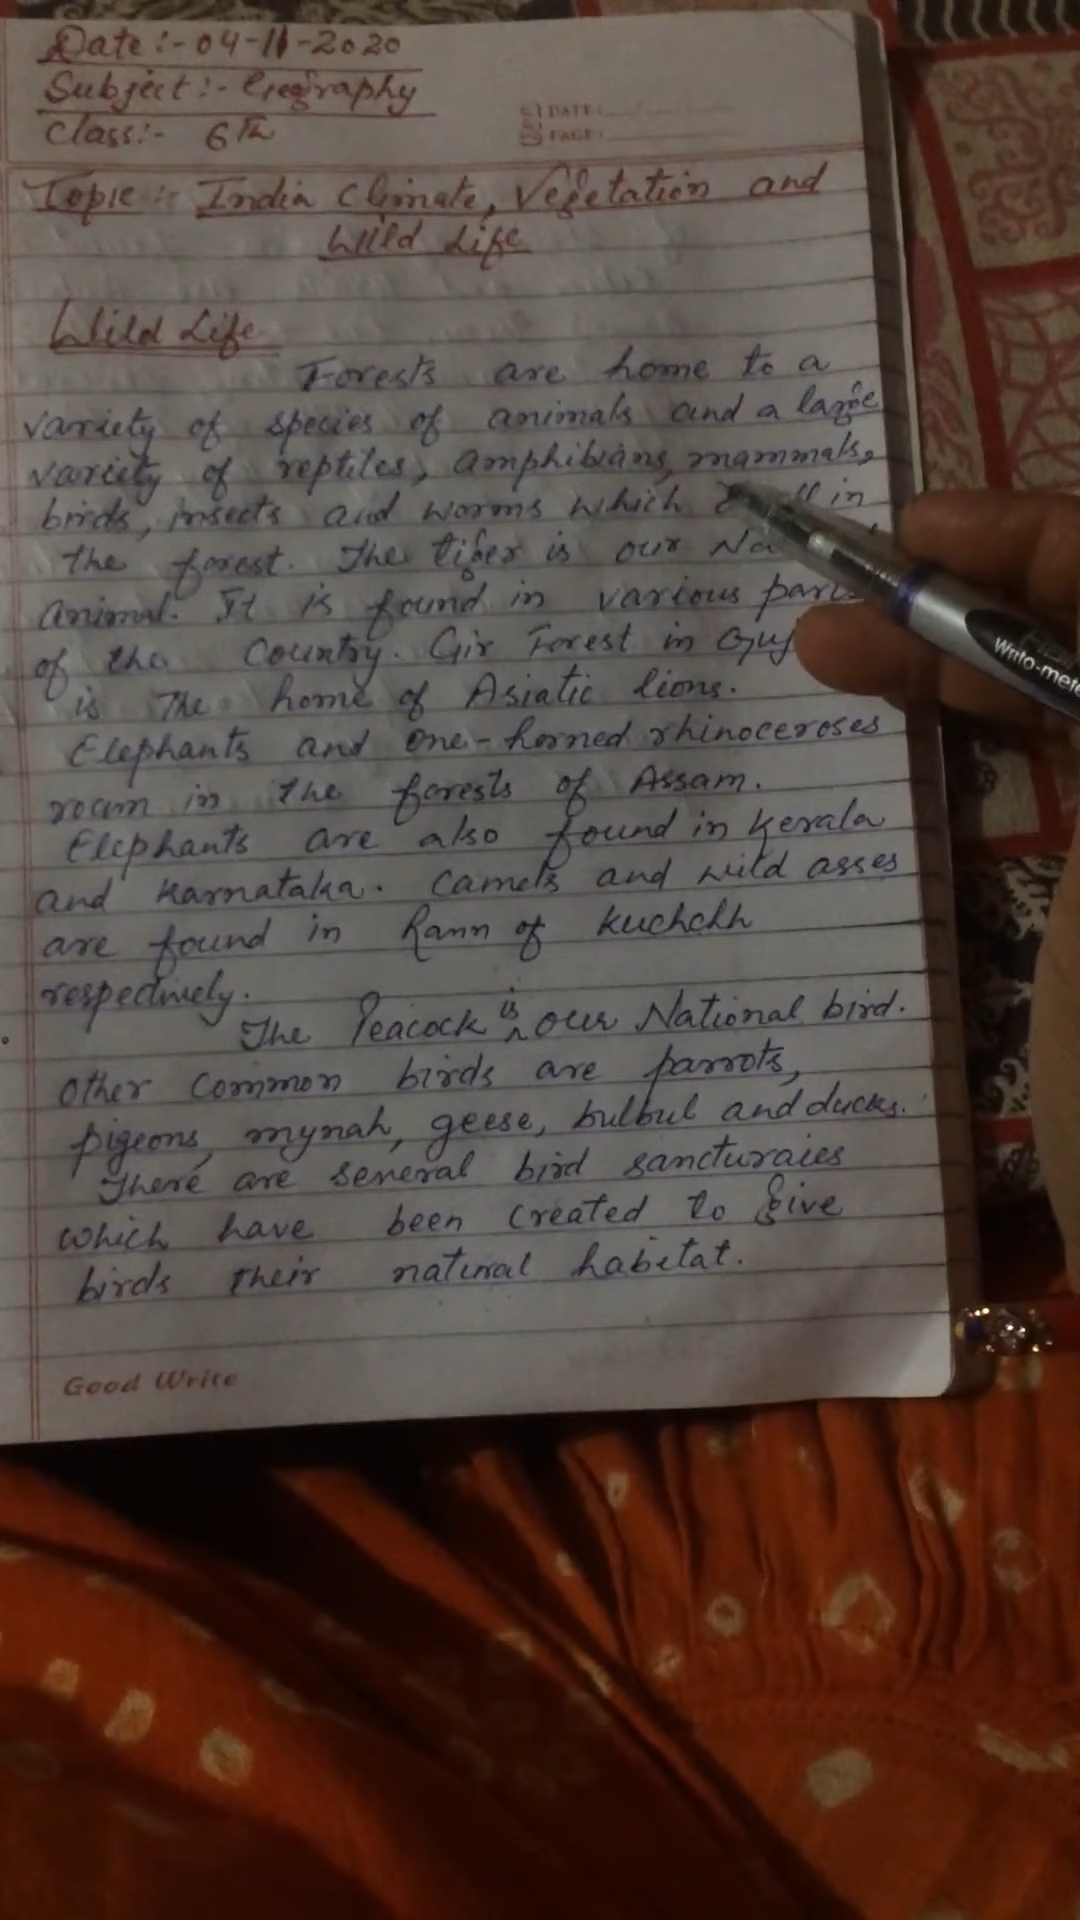 Date :- 04-11-2020
Subject :- Geography
Class:- 6Th
DATE :
PAGE :
Topic :- India Climate, Vegetation and
Wild Life
Wild Life
Forests are home to a
variety of species of animals and a large
variety of reptiles, amphibians, mammals,
birds, insects and worms which in
the forest. The tiger is our
animal. It is found in various
of the Country. Gir Forest in
is The home of Asiatic lions.
Elephants and one-horned rhinoceroses
roam in the forests of Assam.
Elephants are also found in Kerala
and Karnataka. Camels and wild asses
are found in Rann of Kuchchh
respectively.
The Peacock is our National bird.
Other Common birds are parrots,
pigeons, mynah, geese, bulbul and ducks.
There are several bird sancturaies
which have been created to give
birds their natural habitat.
Good Write
Writo-mete